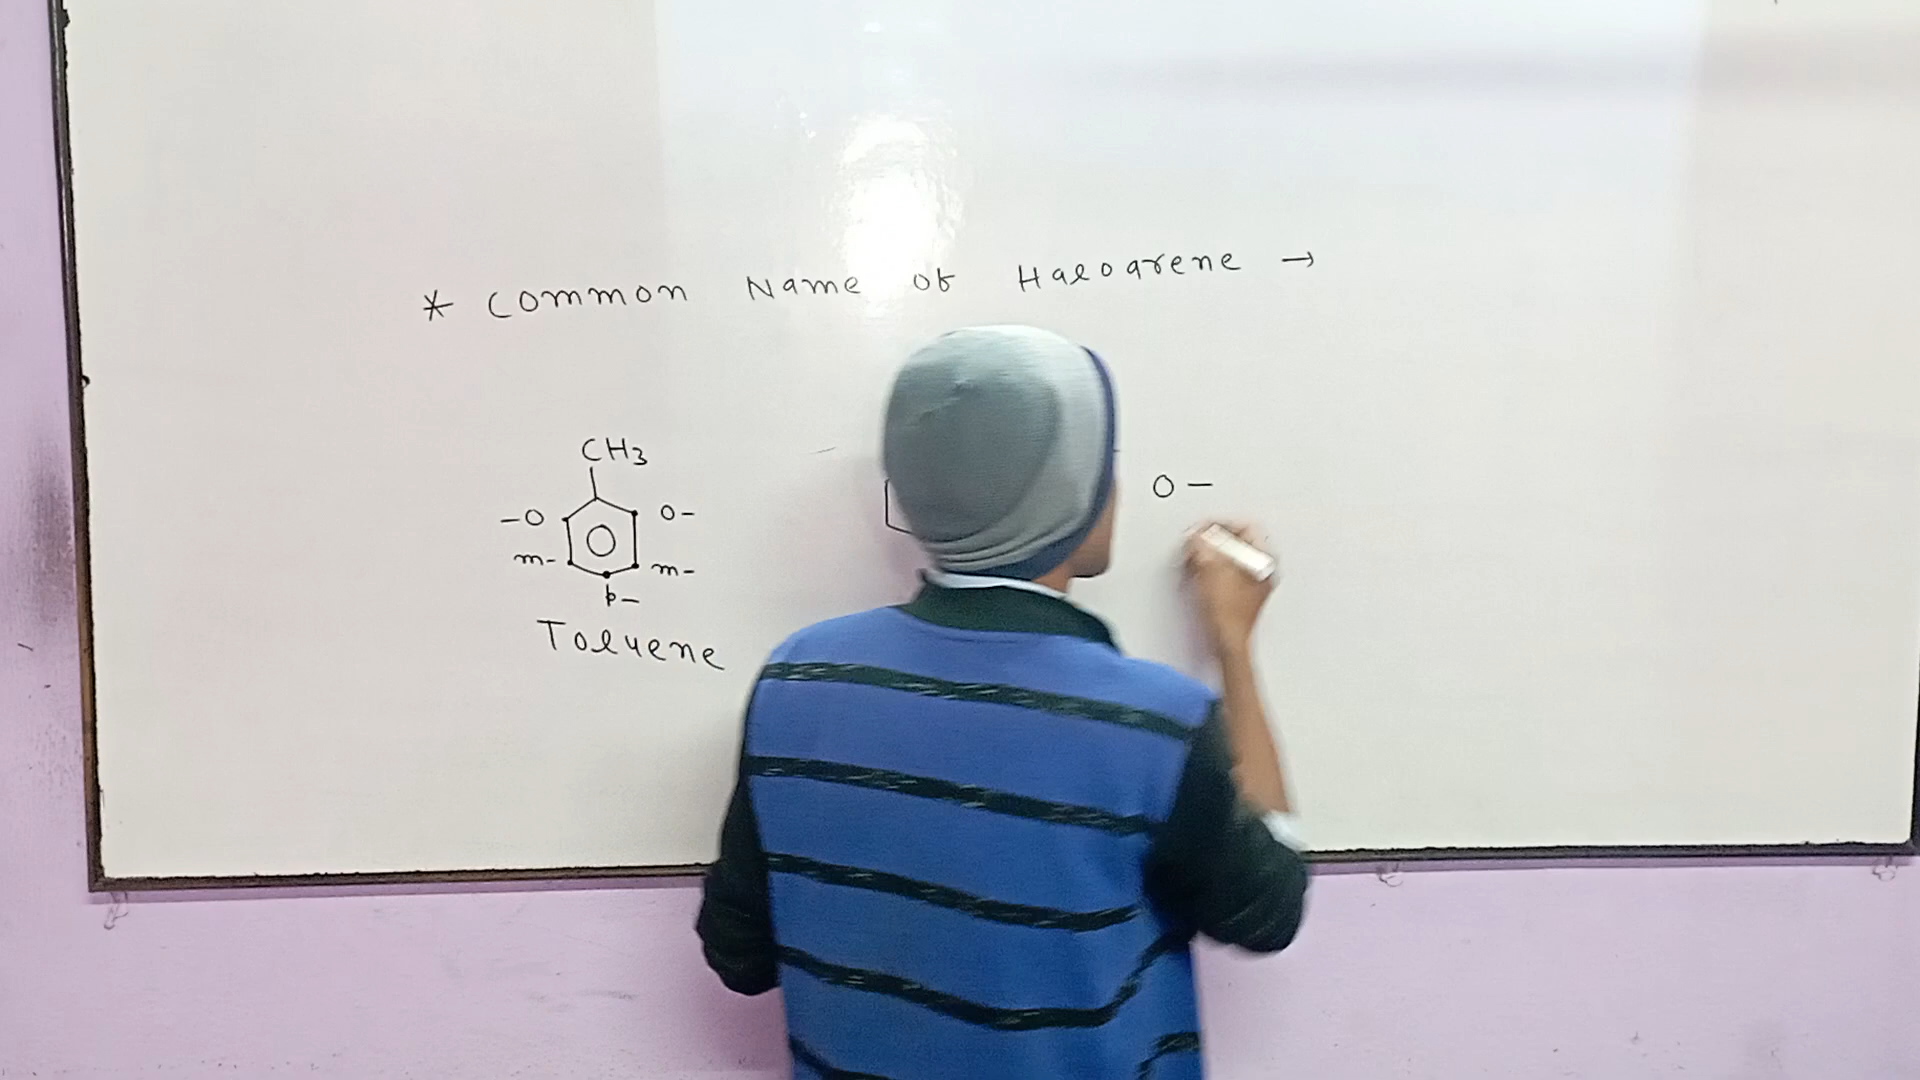 * Common Name of Haloarene →
CH3
-O O-
O -
m- m-
p-
Toluene